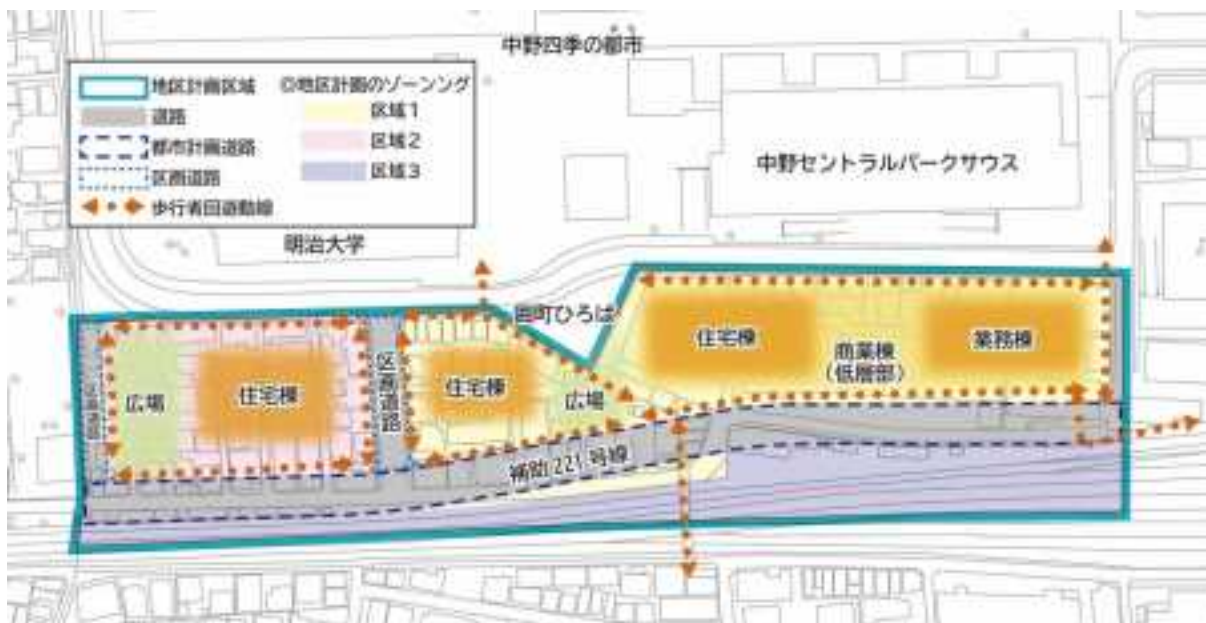 中野四季の都市
地区計画区域
◎地区計画のゾーンング
道路
区域1
都市計画道路
区域2
区画道路
区域3
歩行者回遊動線
中野セントラルパークサウス
明治大学
囲町ひろば
住宅棟
商業棟
(低層部)
業務棟
区画道路
広場
住宅棟
区画道路
住宅棟
広場
補助221号線